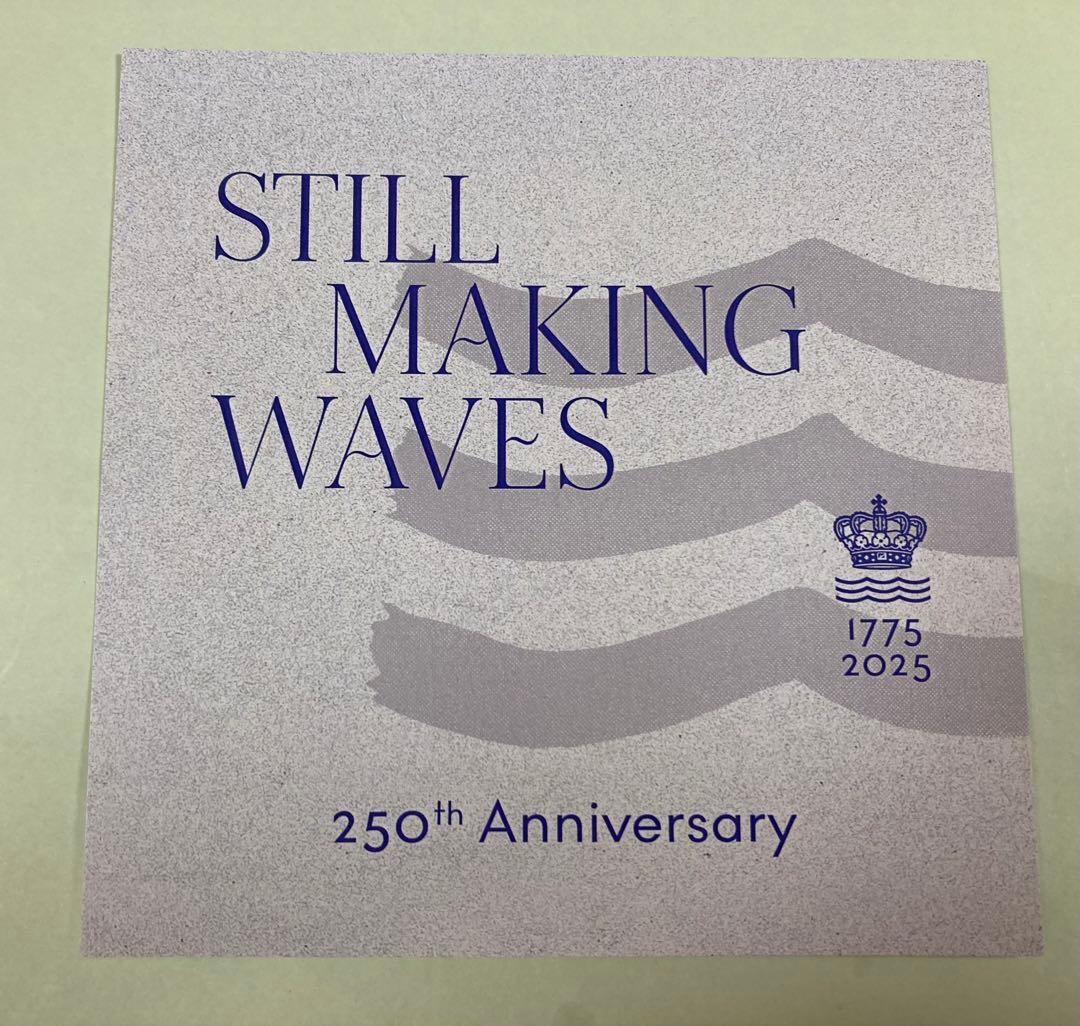 STILL
MAKING
WAVES
1775
2025
250th Anniversary